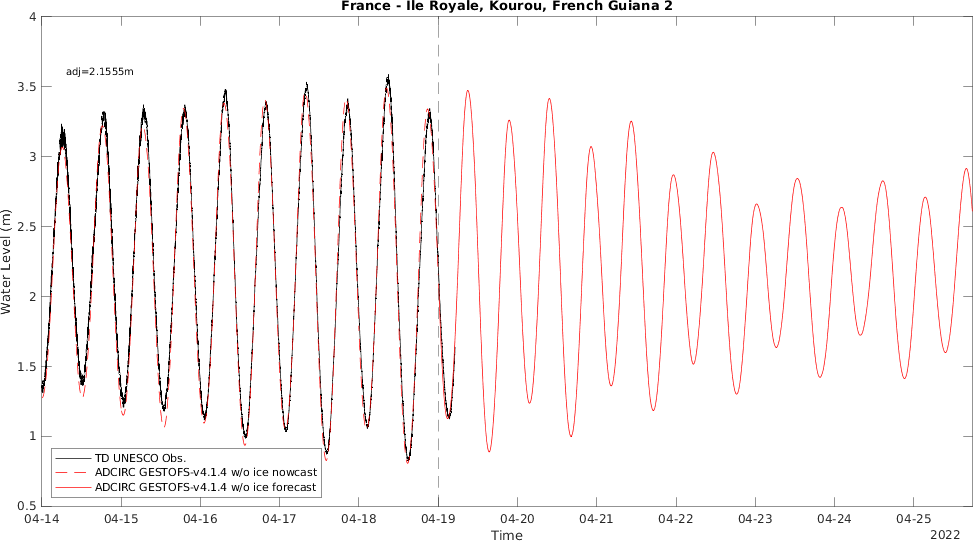 France - Ile Royale, Kourou, French Guiana 2
adj=2.1555m
Water Level (m)
4
3.5
3
2.5
2
1.5
1
0.5
TD UNESCO Obs.
ADCIRC GESTOFS-v4.1.4 w/o ice nowcast
ADCIRC GESTOFS-v4.1.4 w/o ice forecast
04-14 04-15 04-16 04-17 04-18 04-19 04-20 04-21 04-22 04-23 04-24 04-25
Time
2022